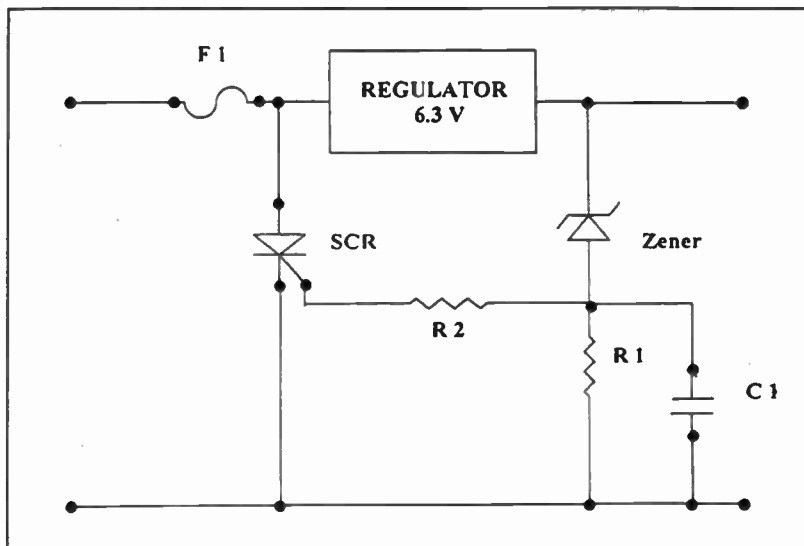 F 1
REGULATOR
6.3 V
SCR
Zener
R 2
R 1
C 1